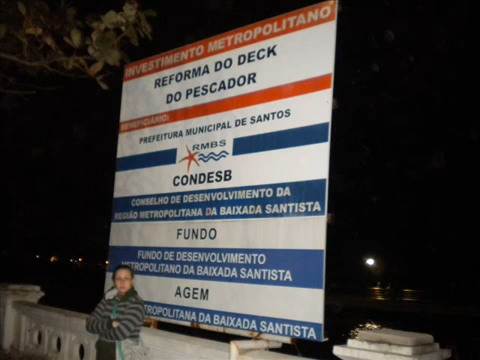 INVESTIMENTO METROPOLITANO
REFORMA DO DECK
DO PESCADOR
BENEFICIÁRIO:
PREFEITURA MUNICIPAL DE SANTOS
RMBS
CONDESB
CONSELHO DE DESENVOLVIMENTO DA
REGIÃO METROPOLITANA DA BAIXADA SANTISTA
FUNDO
FUNDO DE DESENVOLVIMENTO
METROPOLITANO DA BAIXADA SANTISTA
AGEM
METROPOLITANA DA BAIXADA SANTISTA